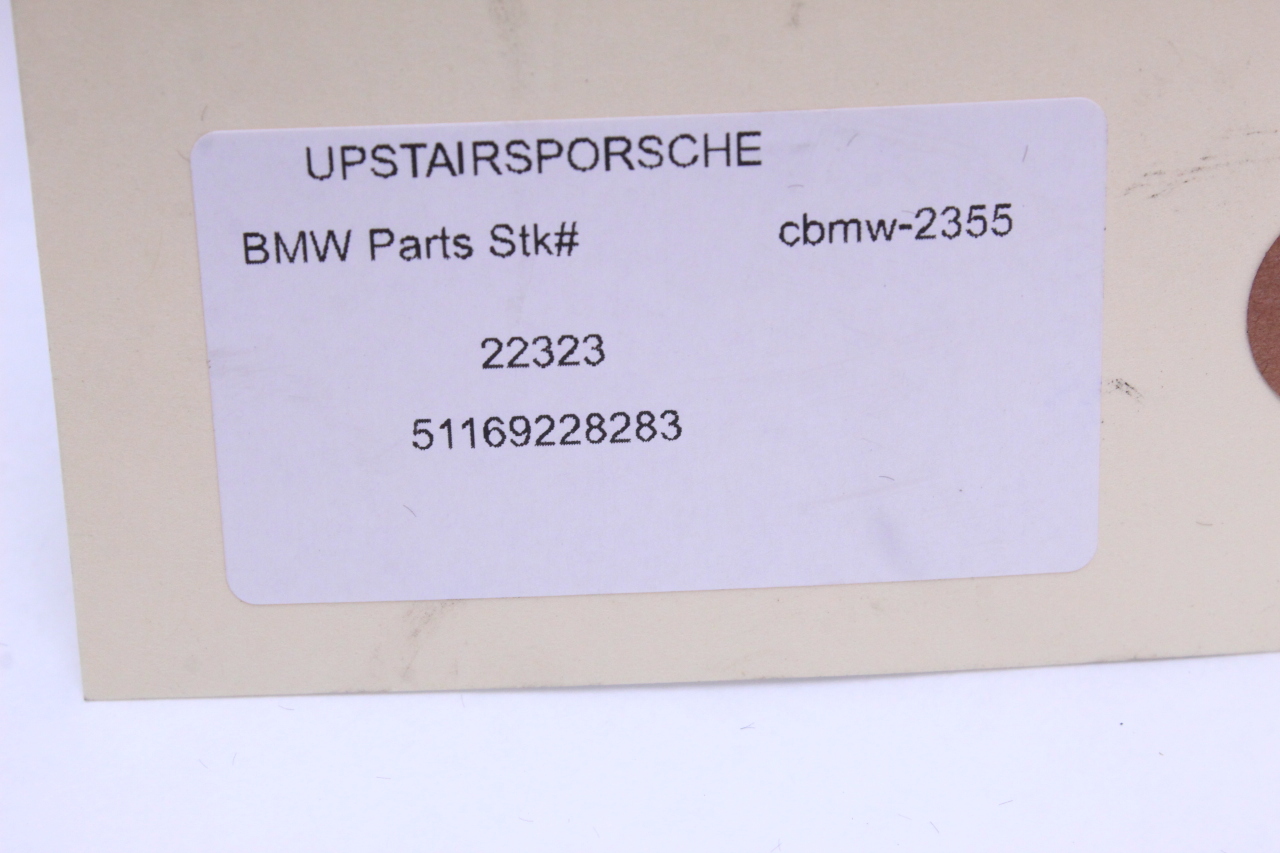 UPSTAIRSPORSCHE
BMW Parts Stk# cbmw-2355
22323
51169228283